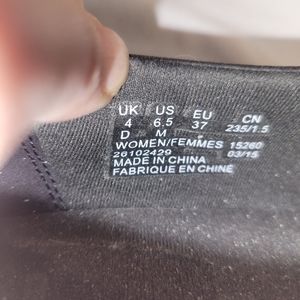 UK US EU CN
4 6.5 37 235/1.5
D M
WOMEN/FEMMES 15260
26102429 03/15
MADE IN CHINA
FABRIQUE EN CHINE